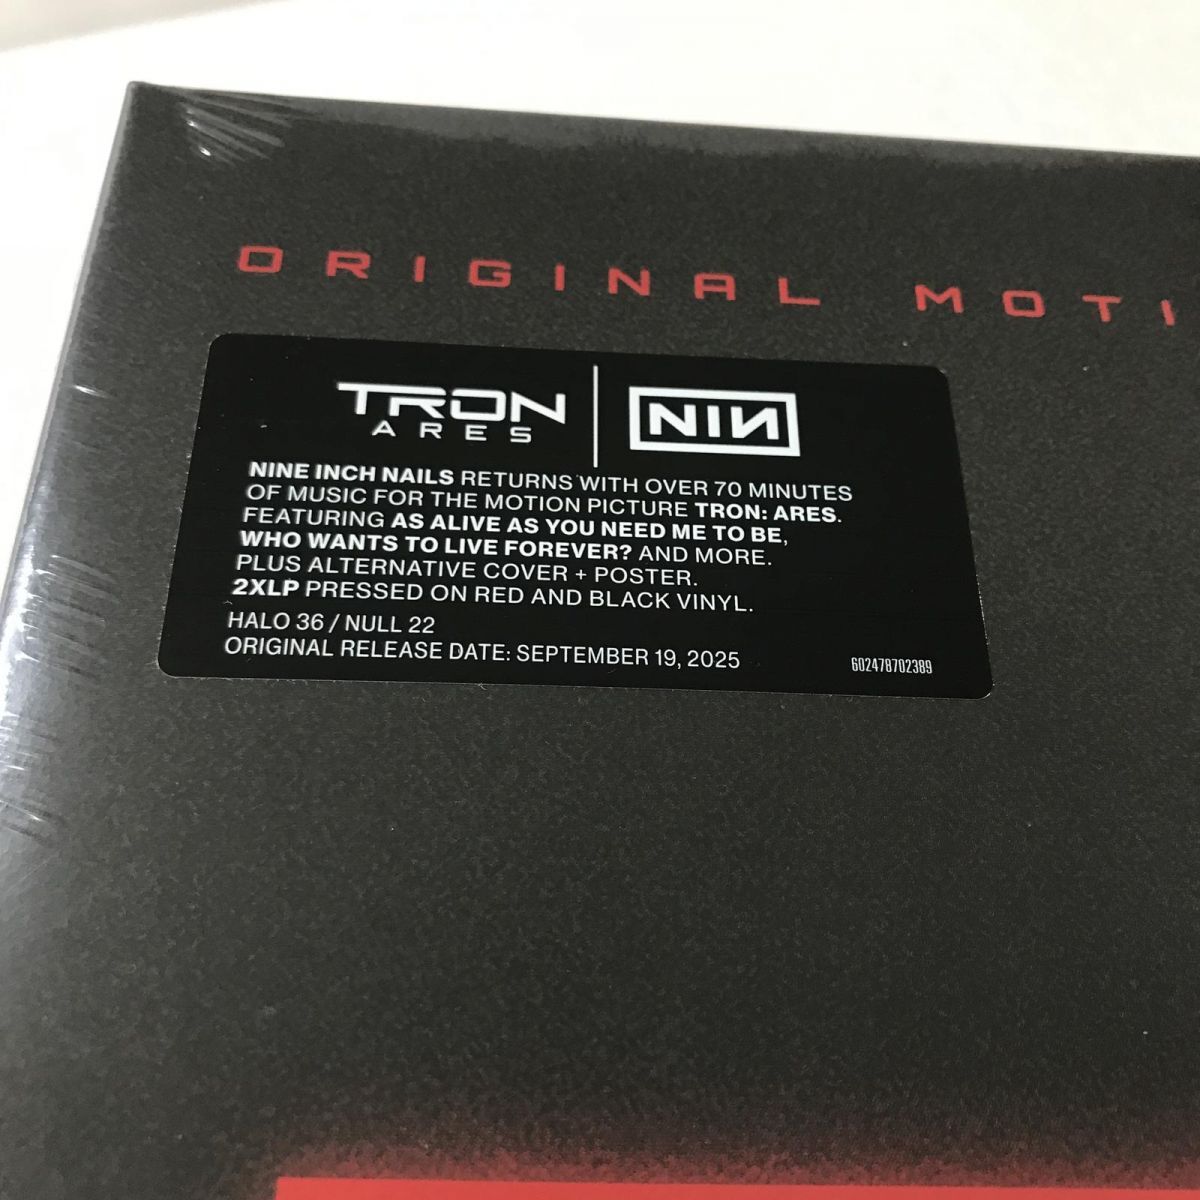 ORIGINAL MOTI
TRON
ARES
NIN
NINE INCH NAILS RETURNS WITH OVER 70 MINUTES
OF MUSIC FOR THE MOTION PICTURE TRON: ARES.
FEATURING AS ALIVE AS YOU NEED ME TO BE,
WHO WANTS TO LIVE FOREVER? AND MORE.
PLUS ALTERNATIVE COVER + POSTER.
2XLP PRESSED ON RED AND BLACK VINYL.
HALO 36 / NULL 22
ORIGINAL RELEASE DATE: SEPTEMBER 19, 2025
602478702389